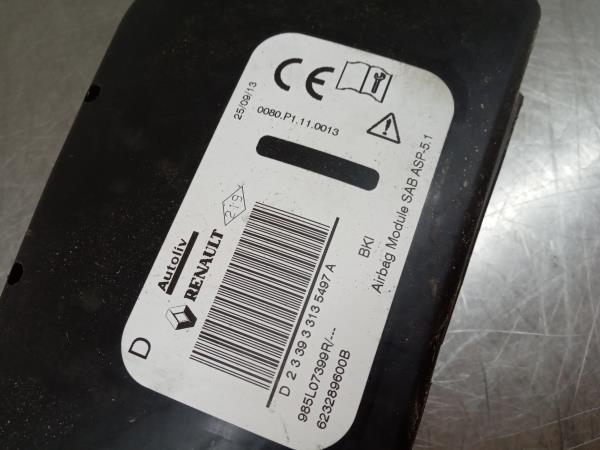 25/09/13
CE
0080.P1.11.0013
BKI
Airbag Module SAB ASP-5.1
Autoliv
RENAULT
219
D
D 2 3 39 3 313 5497 A
985L07399R/---
623289600B